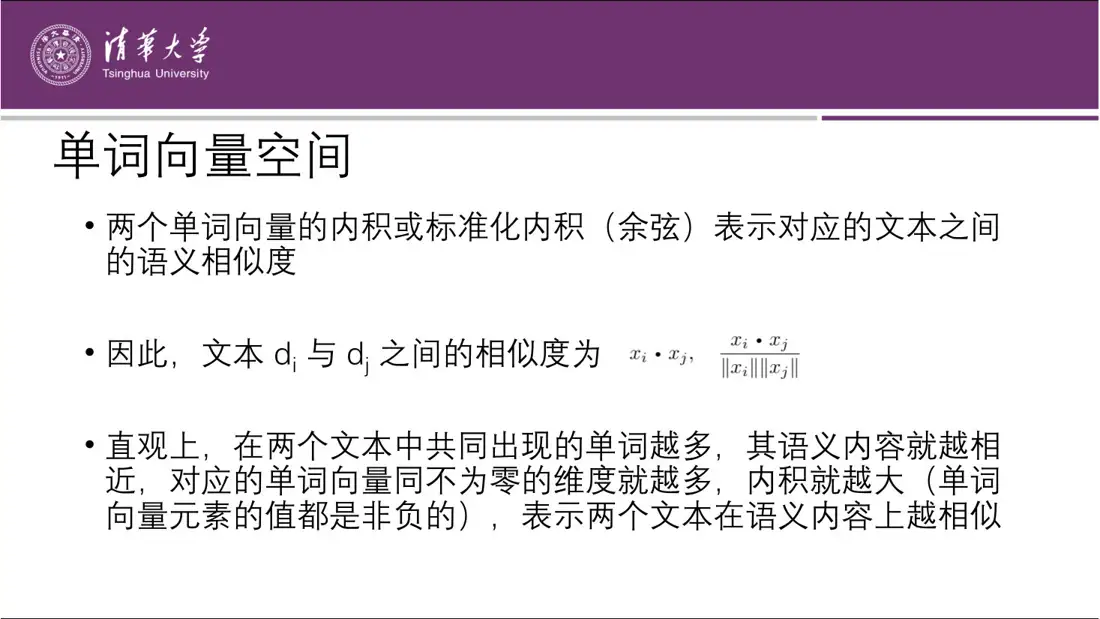 清华大学
Tsinghua University
单词向量空间
• 两个单词向量的内积或标准化内积（余弦）表示对应的文本之间
的语义相似度
• 因此，文本 dᵢ 与 dⱼ 之间的相似度为 xᵢ • xⱼ, xᵢ • xⱼ / ‖xᵢ‖‖xⱼ‖
• 直观上，在两个文本中共同出现的单词越多，其语义内容就越相
近，对应的单词向量同不为零的维度就越多，内积就越大（单词
向量元素的值都是非负的），表示两个文本在语义内容上越相似